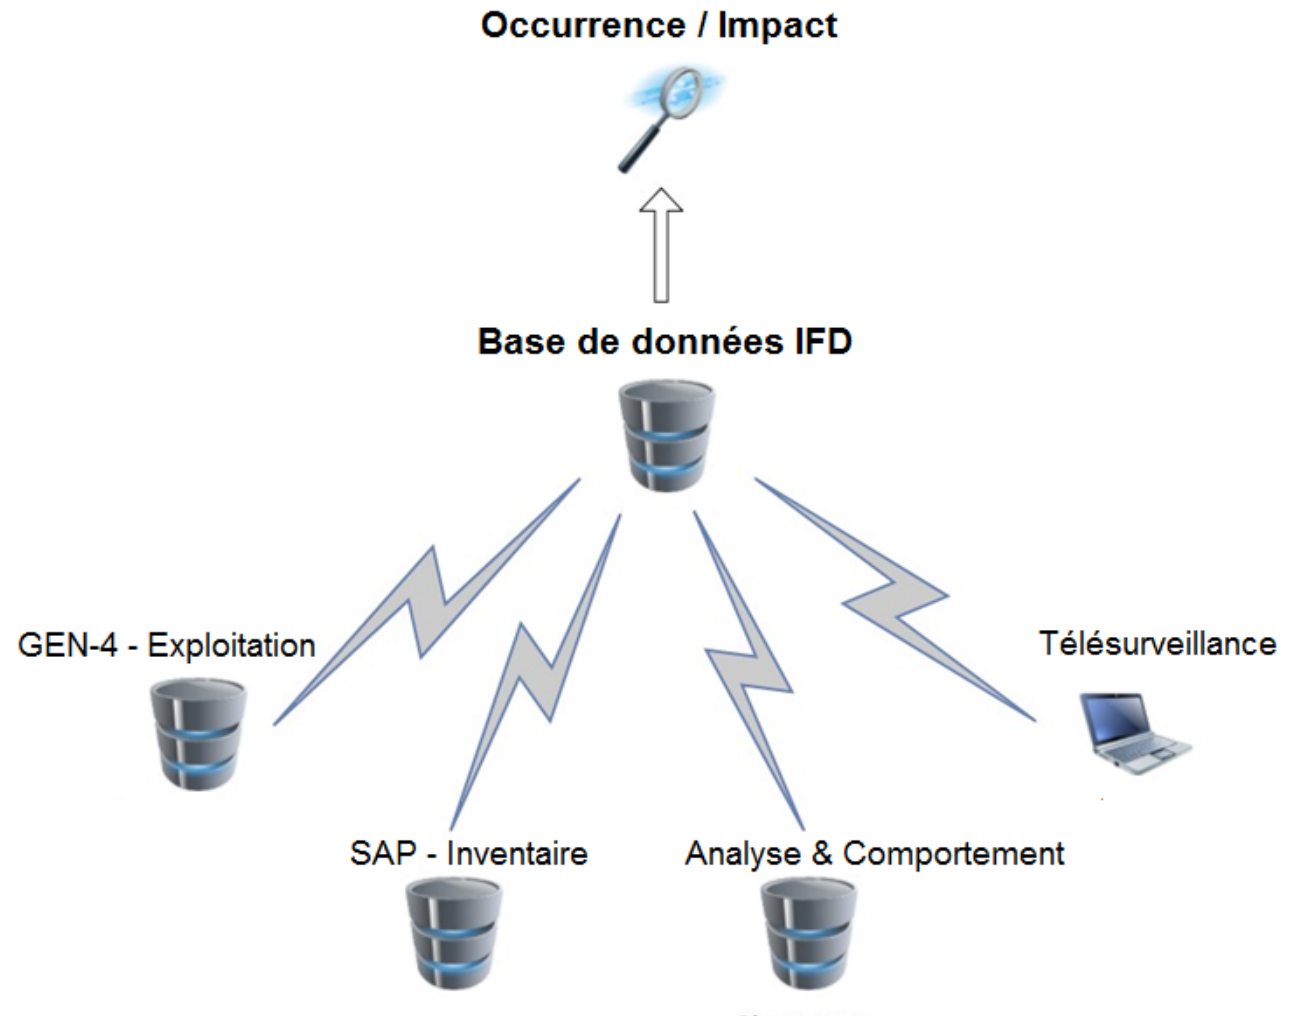 Occurrence / Impact
Base de données IFD
GEN-4 - Exploitation
Télésurveillance
SAP - Inventaire
Analyse & Comportement